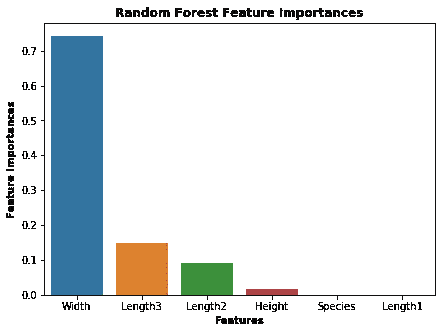 Random Forest Feature Importances
Feature Importances
0.7
0.6
0.5
0.4
0.3
0.2
0.1
0.0
Width Length3 Length2 Height Species Length1
Features